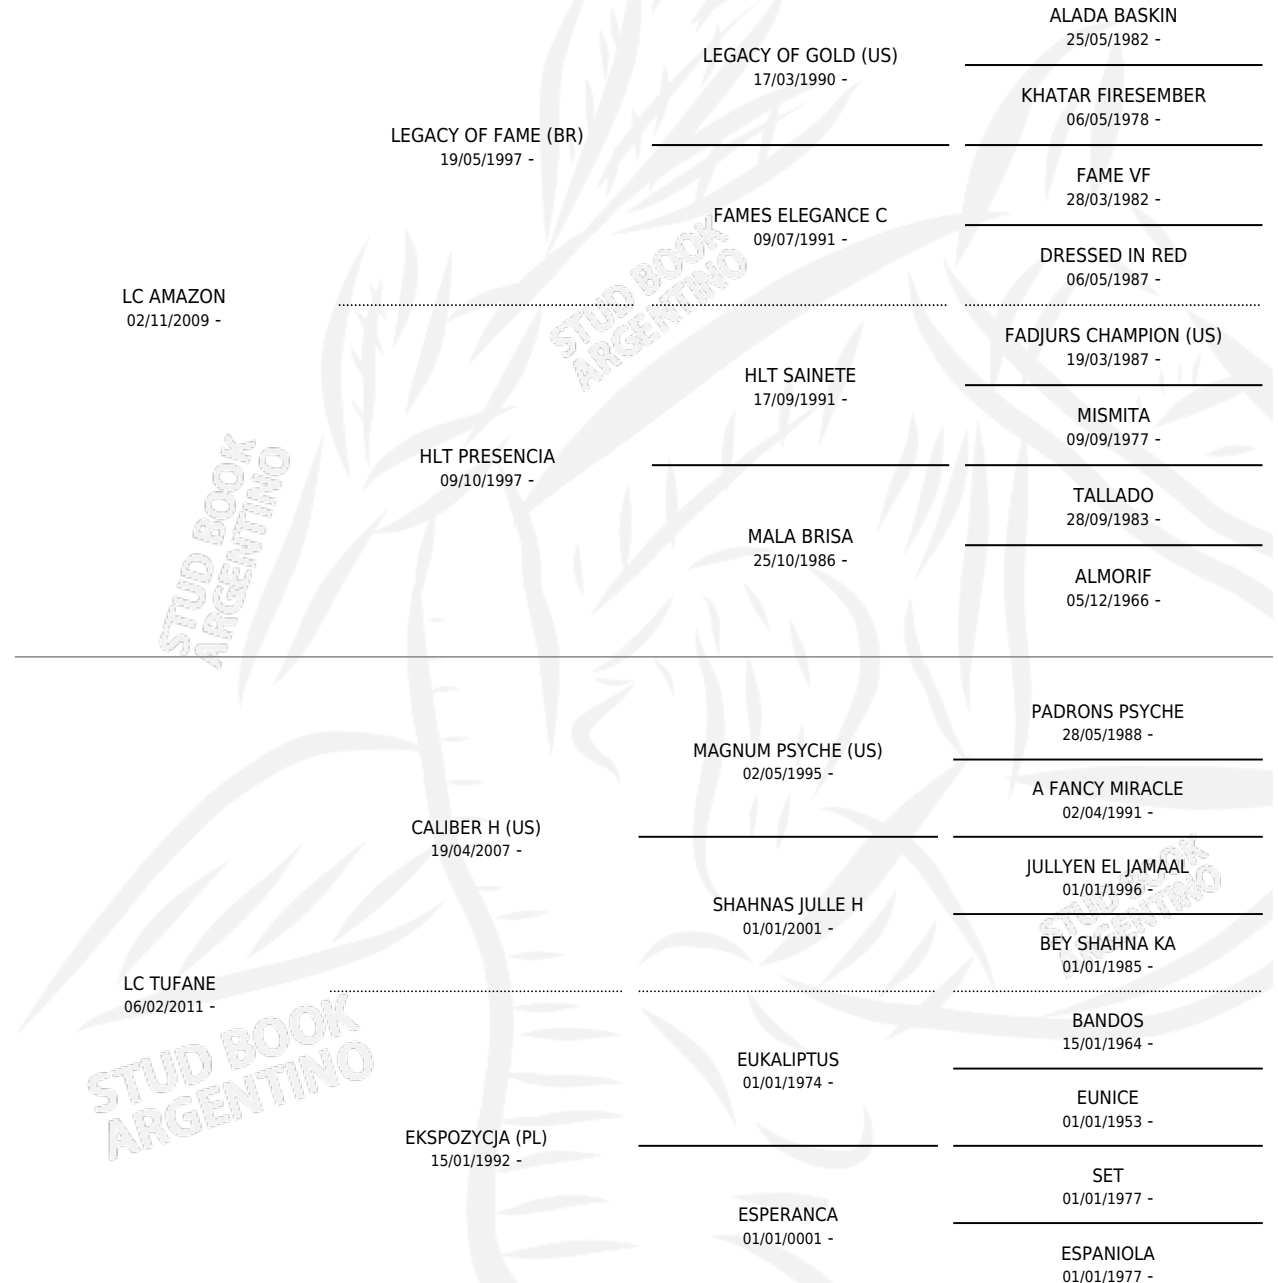 ALADA BASKIN
25/05/1982 -
LEGACY OF GOLD (US)
17/03/1990 -
KHATAR FIRESEMBER
06/05/1978 -
LEGACY OF FAME (BR)
19/05/1997 -
FAME VF
28/03/1982 -
FAMES ELEGANCE C
09/07/1991 -
DRESSED IN RED
06/05/1987 -
LC AMAZON
02/11/2009 -
FADJURS CHAMPION (US)
19/03/1987 -
HLT SAINETE
17/09/1991 -
MISMITA
09/09/1977 -
HLT PRESENCIA
09/10/1997 -
TALLADO
28/09/1983 -
MALA BRISA
25/10/1986 -
ALMORIF
05/12/1966 -
PADRONS PSYCHE
28/05/1988 -
MAGNUM PSYCHE (US)
02/05/1995 -
A FANCY MIRACLE
02/04/1991 -
CALIBER H (US)
19/04/2007 -
JULLYEN EL JAMAAL
01/01/1996 -
SHAHNAS JULLE H
01/01/2001 -
BEY SHAHNA KA
01/01/1985 -
LC TUFANE
06/02/2011 -
BANDOS
15/01/1964 -
EUKALIPTUS
01/01/1974 -
EUNICE
01/01/1953 -
EKSPOZYCJA (PL)
15/01/1992 -
SET
01/01/1977 -
ESPERANCA
01/01/0001 -
ESPANIOLA
01/01/1977 -
STUD BOOK
ARGENTINO
STUD BOOK
ARGENTINO
STUD BOOK
ARGENTINO
STUD BOOK
ARGENTINO